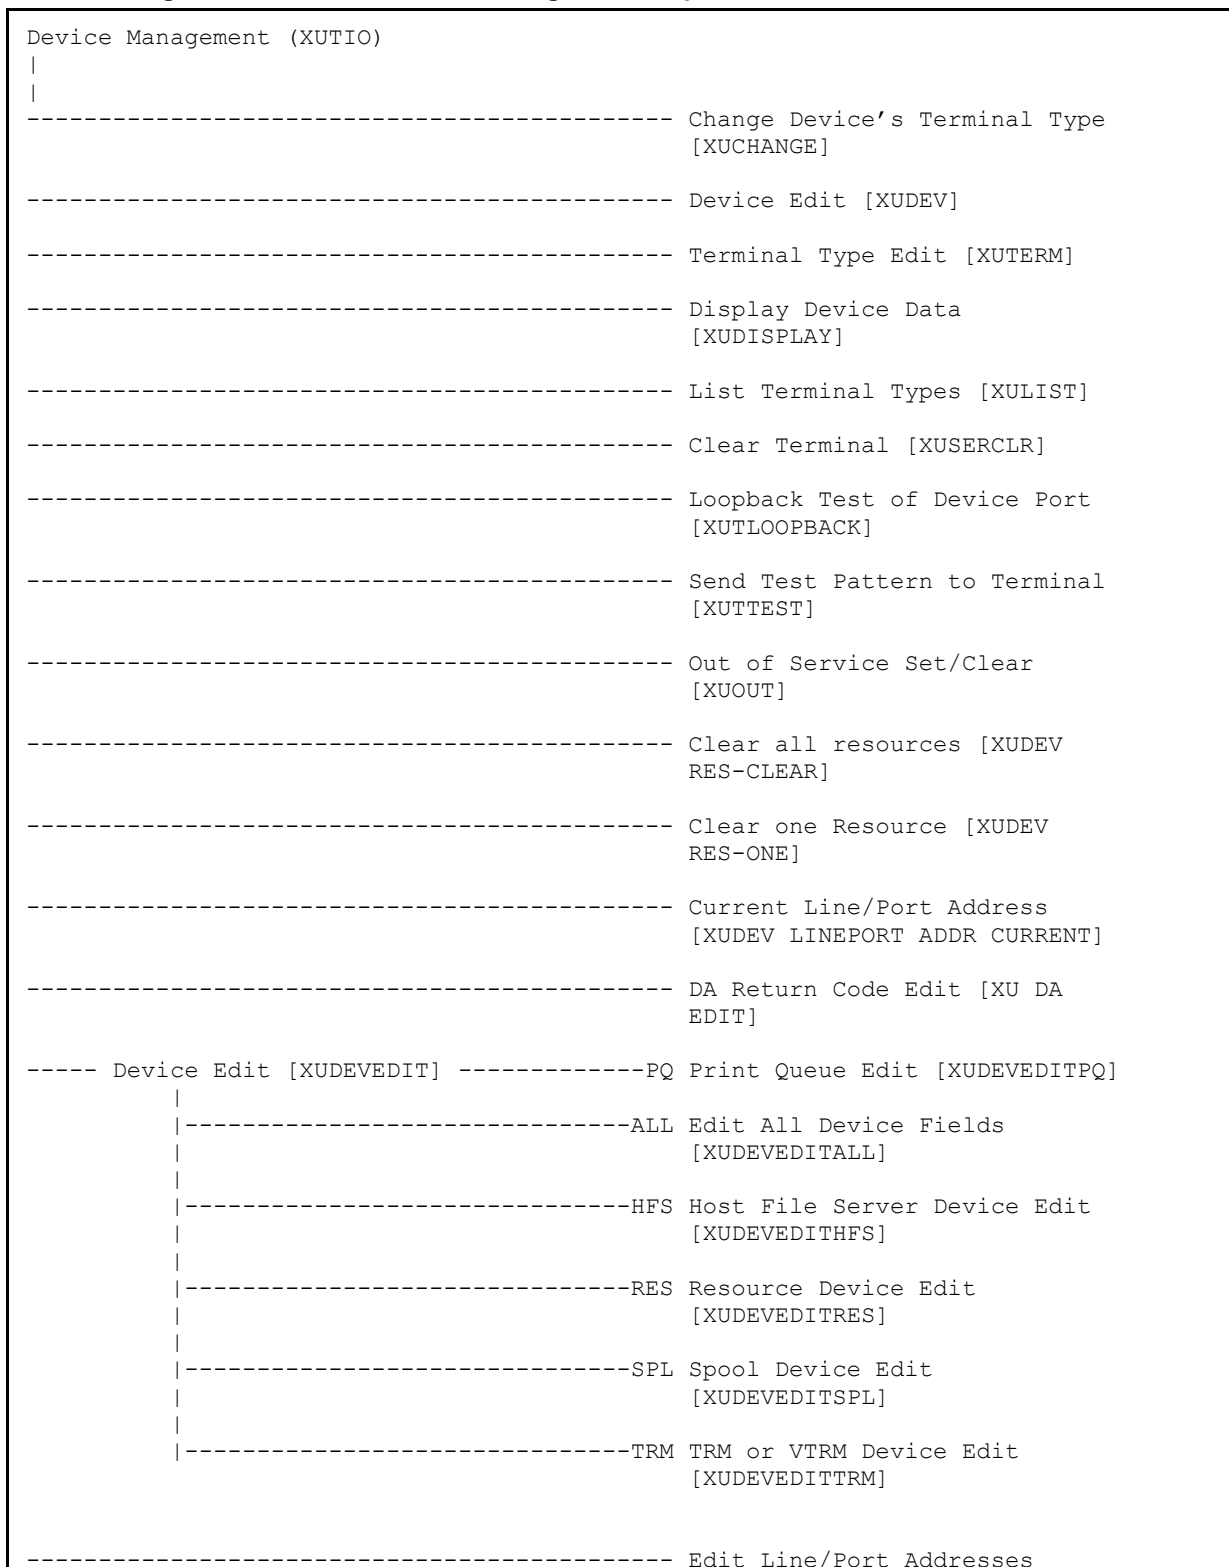 Device Management (XUTIO)
|
|
--------------------------------------------- Change Device’s Terminal Type
[XUCHANGE]
--------------------------------------------- Device Edit [XUDEV]
--------------------------------------------- Terminal Type Edit [XUTERM]
--------------------------------------------- Display Device Data
[XUDISPLAY]
--------------------------------------------- List Terminal Types [XULIST]
--------------------------------------------- Clear Terminal [XUSERCLR]
--------------------------------------------- Loopback Test of Device Port
[XUTLOOPBACK]
--------------------------------------------- Send Test Pattern to Terminal
[XUTTEST]
--------------------------------------------- Out of Service Set/Clear
[XUOUT]
--------------------------------------------- Clear all resources [XUDEV
RES-CLEAR]
--------------------------------------------- Clear one Resource [XUDEV
RES-ONE]
--------------------------------------------- Current Line/Port Address
[XUDEV LINEPORT ADDR CURRENT]
--------------------------------------------- DA Return Code Edit [XU DA
EDIT]
----- Device Edit [XUDEVEDIT] -------------PQ Print Queue Edit [XUDEVEDITPQ]
|
|-------------------------------ALL Edit All Device Fields
| [XUDEVEDITALL]
|
|-------------------------------HFS Host File Server Device Edit
| [XUDEVEDITHFS]
|
|-------------------------------RES Resource Device Edit
| [XUDEVEDITRES]
|
|-------------------------------SPL Spool Device Edit
| [XUDEVEDITSPL]
|
|-------------------------------TRM TRM or VTRM Device Edit
[XUDEVEDITTRM]
--------------------------------------------- Edit Line/Port Addresses